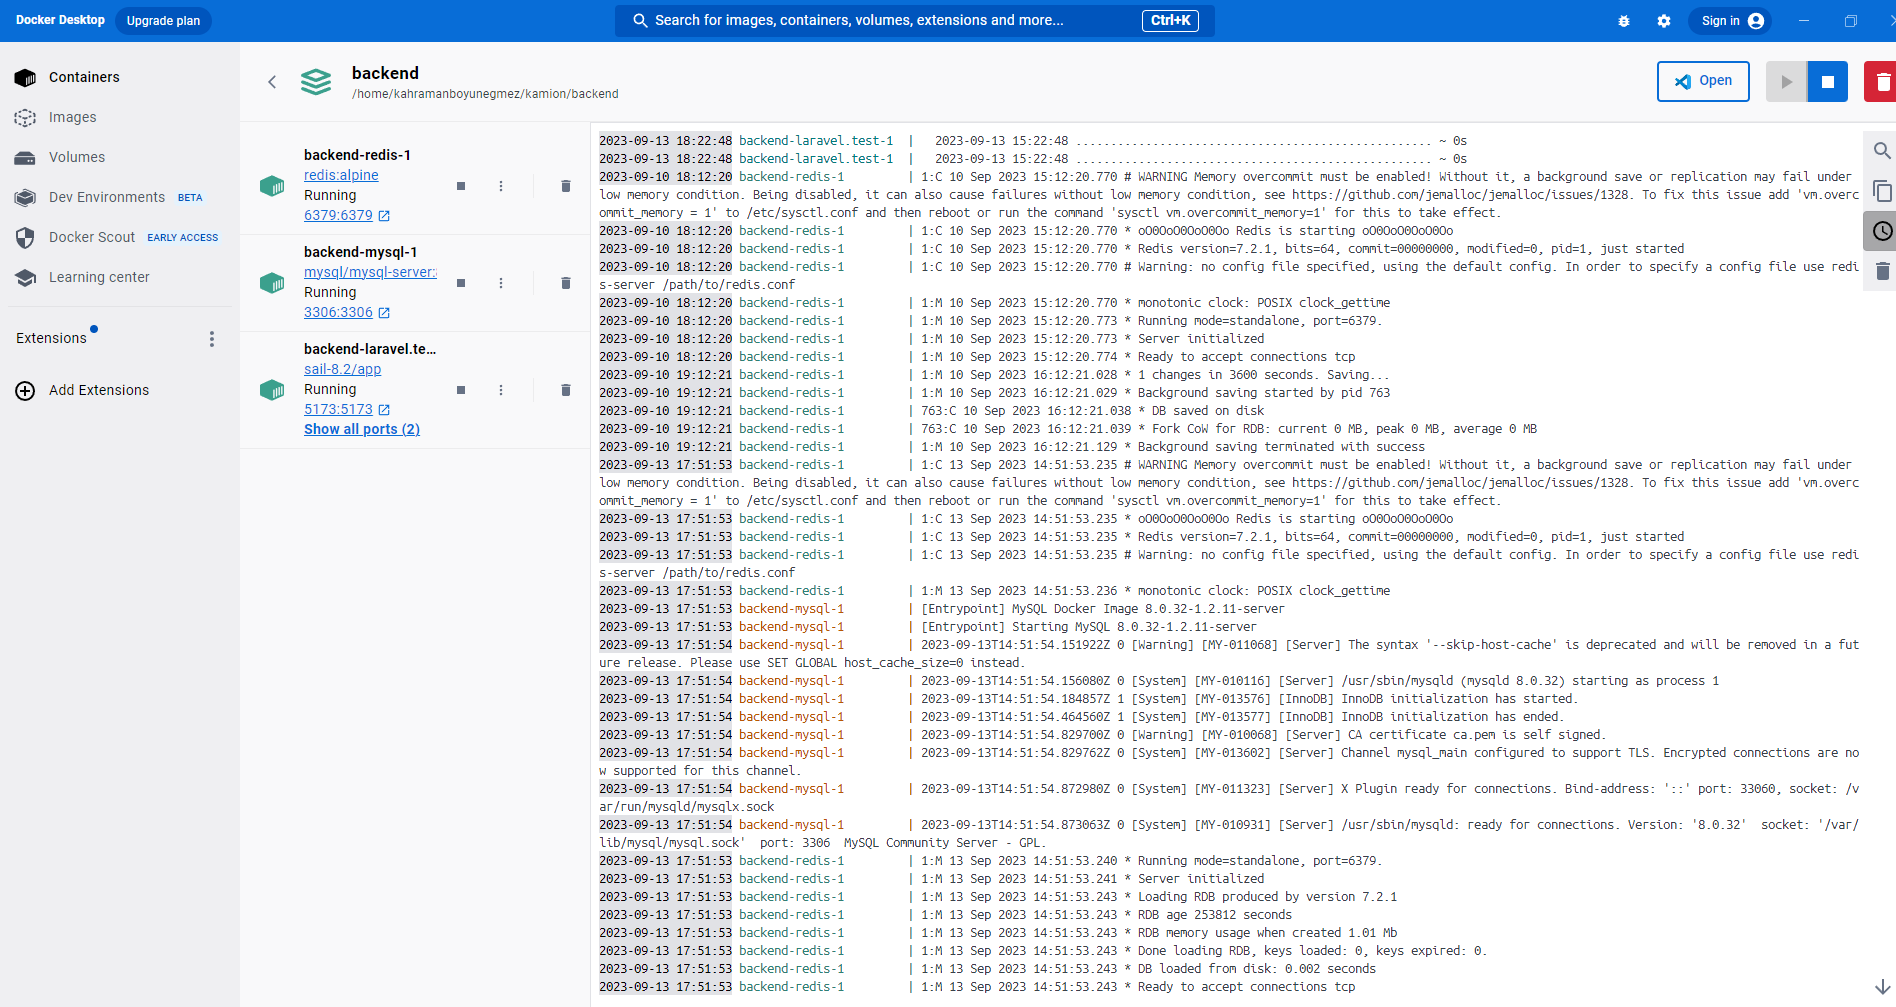 Docker Desktop
Upgrade plan
Search for images, containers, volumes, extensions and more...
Ctrl+K
Sign in
Containers
Images
Volumes
Dev Environments BETA
Docker Scout EARLY ACCESS
Learning center
Extensions
Add Extensions
backend
/home/kahramanboyunegmez/kamion/backend
Open
backend-redis-1
redis:alpine
Running
6379:6379
backend-mysql-1
mysql/mysql-server:
Running
3306:3306
backend-laravel.te...
sail-8.2/app
Running
5173:5173
Show all ports (2)
2023-09-13 18:22:48 backend-laravel.test-1 | 2023-09-13 15:22:48 ................................................... ~ 0s
2023-09-13 18:22:48 backend-laravel.test-1 | 2023-09-13 15:22:48 ................................................... ~ 0s
2023-09-10 18:12:20 backend-redis-1 | 1:C 10 Sep 2023 15:12:20.770 # WARNING Memory overcommit must be enabled! Without it, a background save or replication may fail under
low memory condition. Being disabled, it can also cause failures without low memory condition, see https://github.com/jemalloc/jemalloc/issues/1328. To fix this issue add 'vm.overc
ommit_memory = 1' to /etc/sysctl.conf and then reboot or run the command 'sysctl vm.overcommit_memory=1' for this to take effect.
2023-09-10 18:12:20 backend-redis-1 | 1:C 10 Sep 2023 15:12:20.770 * oO0OoO0OoO0Oo Redis is starting oO0OoO0OoO0Oo
2023-09-10 18:12:20 backend-redis-1 | 1:C 10 Sep 2023 15:12:20.770 * Redis version=7.2.1, bits=64, commit=00000000, modified=0, pid=1, just started
2023-09-10 18:12:20 backend-redis-1 | 1:C 10 Sep 2023 15:12:20.770 # Warning: no config file specified, using the default config. In order to specify a config file use redi
s-server /path/to/redis.conf
2023-09-10 18:12:20 backend-redis-1 | 1:M 10 Sep 2023 15:12:20.770 * monotonic clock: POSIX clock_gettime
2023-09-10 18:12:20 backend-redis-1 | 1:M 10 Sep 2023 15:12:20.773 * Running mode=standalone, port=6379.
2023-09-10 18:12:20 backend-redis-1 | 1:M 10 Sep 2023 15:12:20.773 * Server initialized
2023-09-10 18:12:20 backend-redis-1 | 1:M 10 Sep 2023 15:12:20.774 * Ready to accept connections tcp
2023-09-10 19:12:21 backend-redis-1 | 1:M 10 Sep 2023 16:12:21.028 * 1 changes in 3600 seconds. Saving...
2023-09-10 19:12:21 backend-redis-1 | 1:M 10 Sep 2023 16:12:21.029 * Background saving started by pid 763
2023-09-10 19:12:21 backend-redis-1 | 763:C 10 Sep 2023 16:12:21.038 * DB saved on disk
2023-09-10 19:12:21 backend-redis-1 | 763:C 10 Sep 2023 16:12:21.039 * Fork CoW for RDB: current 0 MB, peak 0 MB, average 0 MB
2023-09-10 19:12:21 backend-redis-1 | 1:M 10 Sep 2023 16:12:21.129 * Background saving terminated with success
2023-09-13 17:51:53 backend-redis-1 | 1:C 13 Sep 2023 14:51:53.235 # WARNING Memory overcommit must be enabled! Without it, a background save or replication may fail under
low memory condition. Being disabled, it can also cause failures without low memory condition, see https://github.com/jemalloc/jemalloc/issues/1328. To fix this issue add 'vm.overc
ommit_memory = 1' to /etc/sysctl.conf and then reboot or run the command 'sysctl vm.overcommit_memory=1' for this to take effect.
2023-09-13 17:51:53 backend-redis-1 | 1:C 13 Sep 2023 14:51:53.235 * oO0OoO0OoO0Oo Redis is starting oO0OoO0OoO0Oo
2023-09-13 17:51:53 backend-redis-1 | 1:C 13 Sep 2023 14:51:53.235 * Redis version=7.2.1, bits=64, commit=00000000, modified=0, pid=1, just started
2023-09-13 17:51:53 backend-redis-1 | 1:C 13 Sep 2023 14:51:53.235 # Warning: no config file specified, using the default config. In order to specify a config file use redi
s-server /path/to/redis.conf
2023-09-13 17:51:53 backend-redis-1 | 1:M 13 Sep 2023 14:51:53.236 * monotonic clock: POSIX clock_gettime
2023-09-13 17:51:53 backend-mysql-1 | [Entrypoint] MySQL Docker Image 8.0.32-1.2.11-server
2023-09-13 17:51:53 backend-mysql-1 | [Entrypoint] Starting MySQL 8.0.32-1.2.11-server
2023-09-13 17:51:54 backend-mysql-1 | 2023-09-13T14:51:54.151922Z 0 [Warning] [MY-011068] [Server] The syntax '--skip-host-cache' is deprecated and will be removed in a fut
ure release. Please use SET GLOBAL host_cache_size=0 instead.
2023-09-13 17:51:54 backend-mysql-1 | 2023-09-13T14:51:54.156080Z 0 [System] [MY-010116] [Server] /usr/sbin/mysqld (mysqld 8.0.32) starting as process 1
2023-09-13 17:51:54 backend-mysql-1 | 2023-09-13T14:51:54.184857Z 1 [System] [MY-013576] [InnoDB] InnoDB initialization has started.
2023-09-13 17:51:54 backend-mysql-1 | 2023-09-13T14:51:54.464560Z 1 [System] [MY-013577] [InnoDB] InnoDB initialization has ended.
2023-09-13 17:51:54 backend-mysql-1 | 2023-09-13T14:51:54.829700Z 0 [Warning] [MY-010068] [Server] CA certificate ca.pem is self signed.
2023-09-13 17:51:54 backend-mysql-1 | 2023-09-13T14:51:54.829762Z 0 [System] [MY-013602] [Server] Channel mysql_main configured to support TLS. Encrypted connections are no
w supported for this channel.
2023-09-13 17:51:54 backend-mysql-1 | 2023-09-13T14:51:54.872980Z 0 [System] [MY-011323] [Server] X Plugin ready for connections. Bind-address: '::' port: 33060, socket: /v
ar/run/mysqld/mysqlx.sock
2023-09-13 17:51:54 backend-mysql-1 | 2023-09-13T14:51:54.873063Z 0 [System] [MY-010931] [Server] /usr/sbin/mysqld: ready for connections. Version: '8.0.32'  socket: '/var/
lib/mysql/mysql.sock'  port: 3306  MySQL Community Server - GPL.
2023-09-13 17:51:53 backend-redis-1 | 1:M 13 Sep 2023 14:51:53.240 * Running mode=standalone, port=6379.
2023-09-13 17:51:53 backend-redis-1 | 1:M 13 Sep 2023 14:51:53.241 * Server initialized
2023-09-13 17:51:53 backend-redis-1 | 1:M 13 Sep 2023 14:51:53.243 * Loading RDB produced by version 7.2.1
2023-09-13 17:51:53 backend-redis-1 | 1:M 13 Sep 2023 14:51:53.243 * RDB age 253812 seconds
2023-09-13 17:51:53 backend-redis-1 | 1:M 13 Sep 2023 14:51:53.243 * RDB memory usage when created 1.01 Mb
2023-09-13 17:51:53 backend-redis-1 | 1:M 13 Sep 2023 14:51:53.243 * Done loading RDB, keys loaded: 0, keys expired: 0.
2023-09-13 17:51:53 backend-redis-1 | 1:M 13 Sep 2023 14:51:53.243 * DB loaded from disk: 0.002 seconds
2023-09-13 17:51:53 backend-redis-1 | 1:M 13 Sep 2023 14:51:53.243 * Ready to accept connections tcp